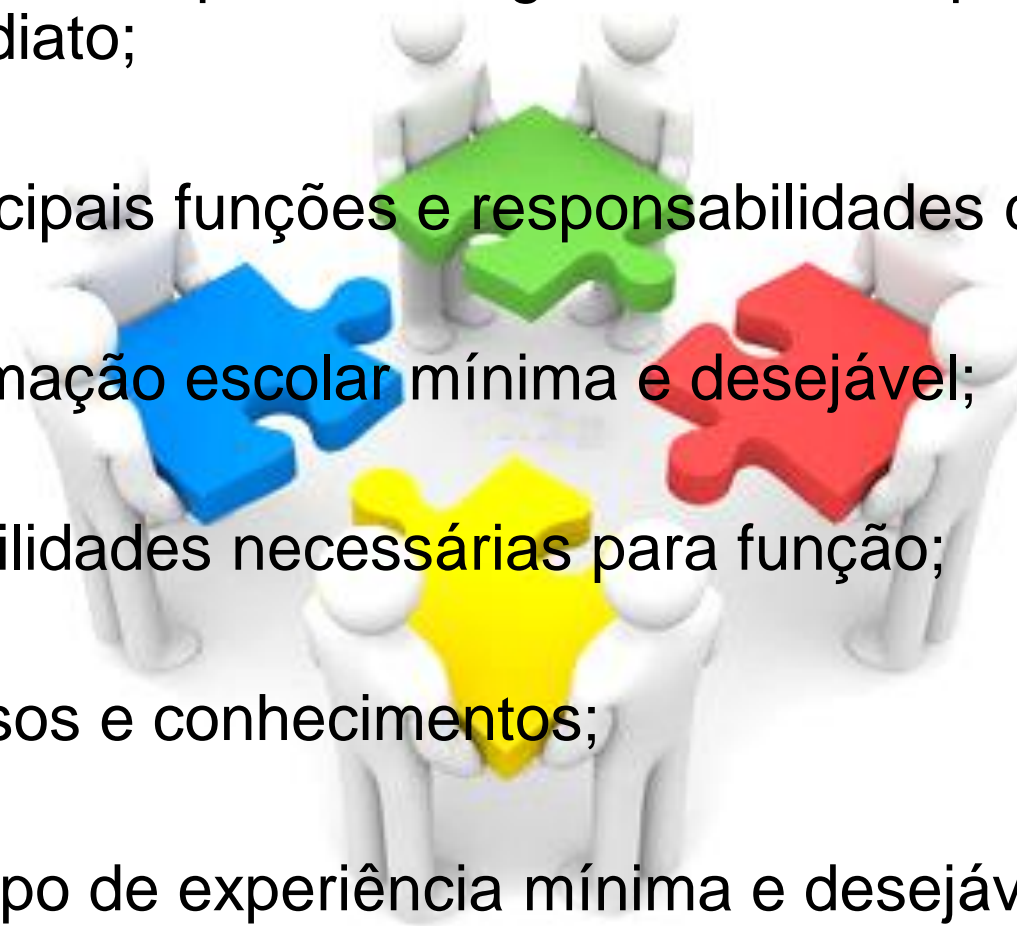 diato;
cipais funções e responsabilidades
mação escolar mínima e desejável;
ilidades necessárias para função;
sos e conhecimentos;
po de experiência mínima e desejáv